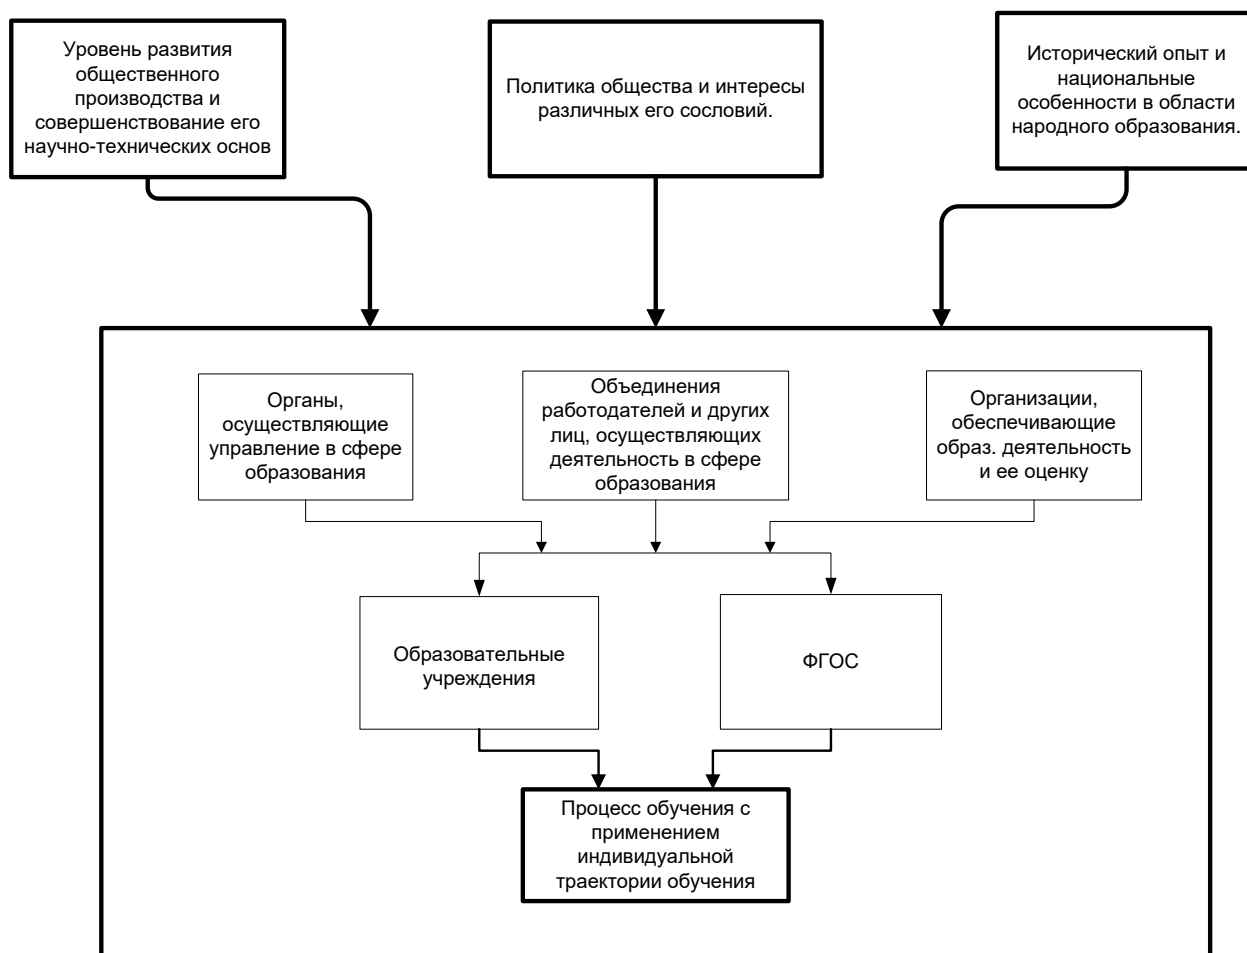 Уровень развития
общественного
производства и
совершенствование его
научно-технических основ
Политика общества и интересы
различных его сословий.
Исторический опыт и
национальные
особенности в области
народного образования.
Органы,
осуществляющие
управление в сфере
образования
Объединения
работодателей и других
лиц, осуществляющих
деятельность в сфере
образования
Организации,
обеспечивающие
образ. деятельность
и ее оценку
Образовательные
учреждения
ФГОС
Процесс обучения с
применением
индивидуальной
траектории обучения